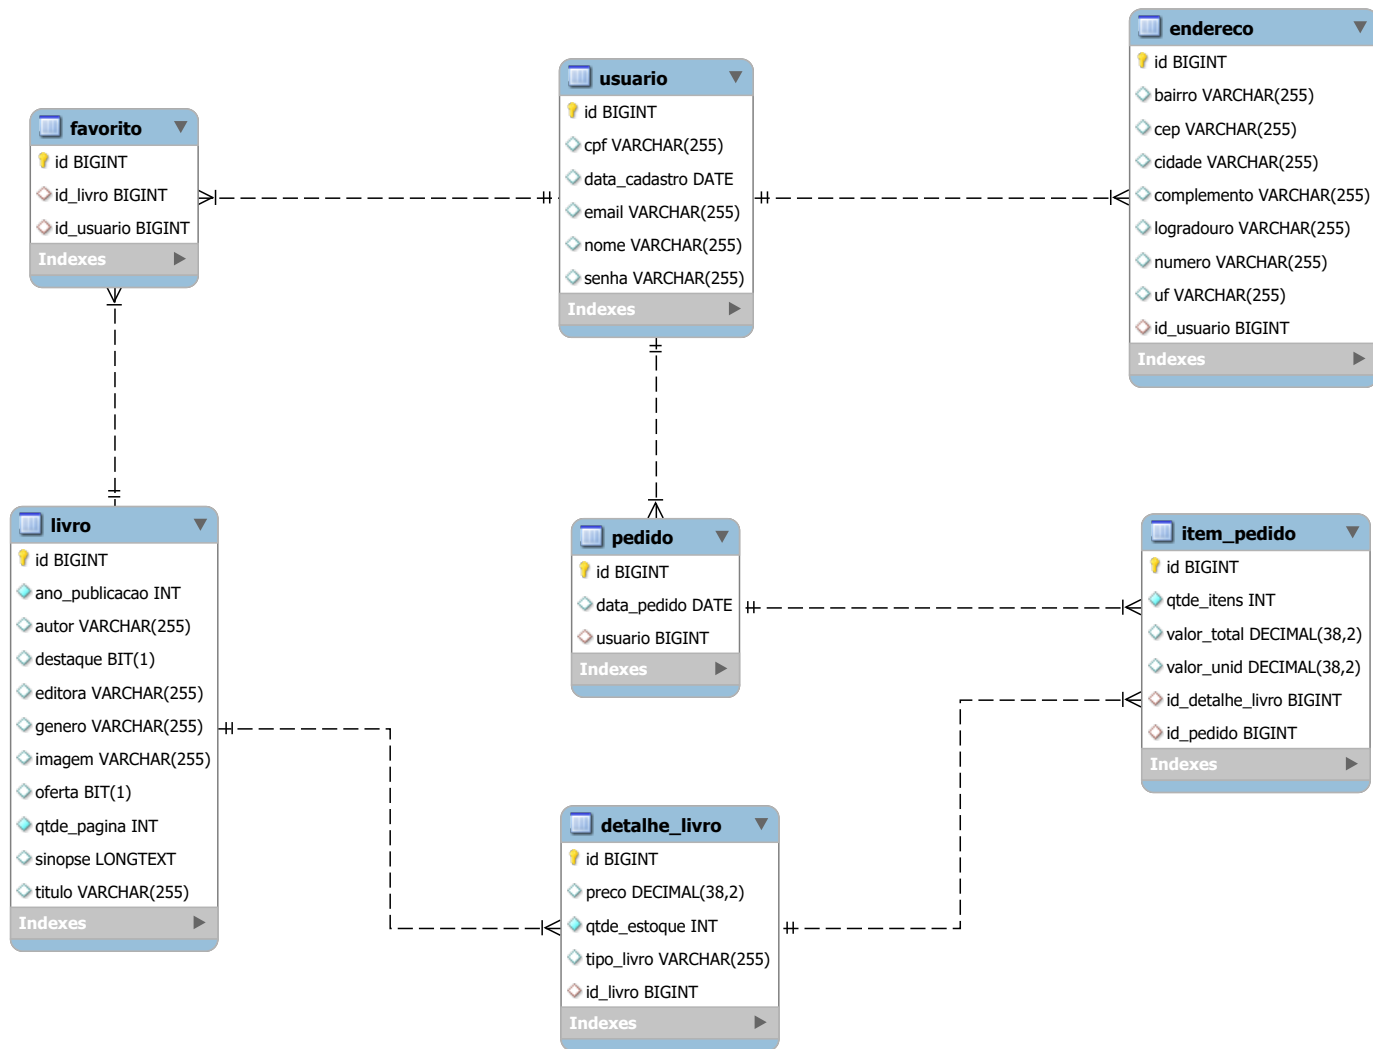 favorito
id BIGINT
id_livro BIGINT
id_usuario BIGINT
Indexes
usuario
id BIGINT
cpf VARCHAR(255)
data_cadastro DATE
email VARCHAR(255)
nome VARCHAR(255)
senha VARCHAR(255)
Indexes
endereco
id BIGINT
bairro VARCHAR(255)
cep VARCHAR(255)
cidade VARCHAR(255)
complemento VARCHAR(255)
logradouro VARCHAR(255)
numero VARCHAR(255)
uf VARCHAR(255)
id_usuario BIGINT
Indexes
livro
id BIGINT
ano_publicacao INT
autor VARCHAR(255)
destaque BIT(1)
editora VARCHAR(255)
genero VARCHAR(255)
imagem VARCHAR(255)
oferta BIT(1)
qtde_pagina INT
sinopse LONGTEXT
titulo VARCHAR(255)
Indexes
pedido
id BIGINT
data_pedido DATE
usuario BIGINT
Indexes
item_pedido
id BIGINT
qtde_itens INT
valor_total DECIMAL(38,2)
valor_unid DECIMAL(38,2)
id_detalhe_livro BIGINT
id_pedido BIGINT
Indexes
detalhe_livro
id BIGINT
preco DECIMAL(38,2)
qtde_estoque INT
tipo_livro VARCHAR(255)
id_livro BIGINT
Indexes